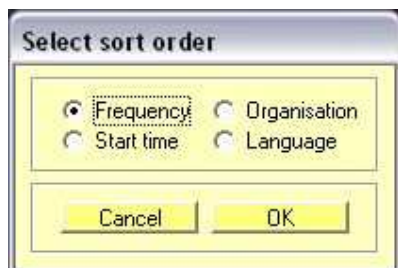 Select sort order
Frequency Organisation
Start time Language
Cancel OK